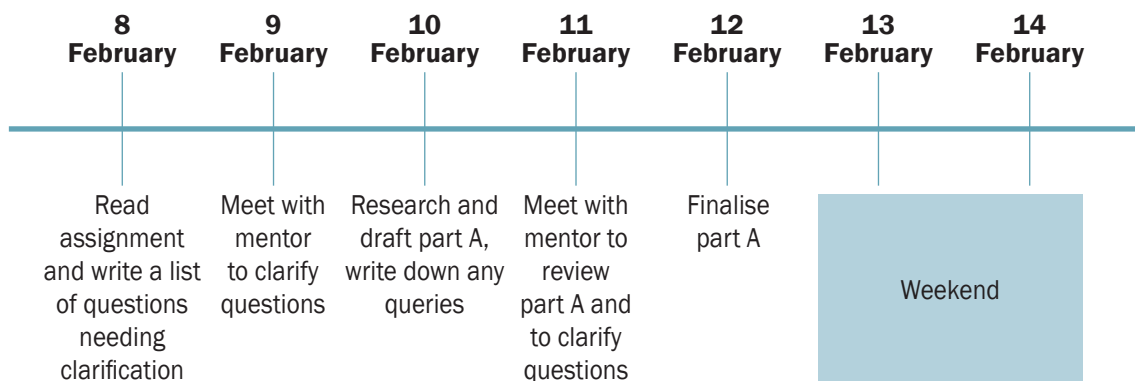 8
February
9
February
10
February
11
February
12
February
13
February
14
February
Read
assignment
and write a list
of questions
needing
clarification
Meet with
mentor
to clarify
questions
Research and
draft part A,
write down any
queries
Meet with
mentor to
review
part A and
to clarify
questions
Finalise
part A
Weekend